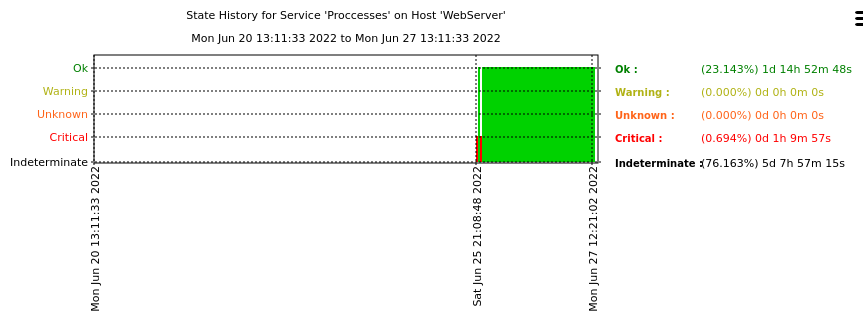 State History for Service 'Proccesses' on Host 'WebServer'
Mon Jun 20 13:11:33 2022 to Mon Jun 27 13:11:33 2022
Ok
Warning
Unknown
Critical
Indeterminate
Ok : (23.143%) 1d 14h 52m 48s
Warning : (0.000%) 0d 0h 0m 0s
Unknown : (0.000%) 0d 0h 0m 0s
Critical : (0.694%) 0d 1h 9m 57s
Indeterminate : (76.163%) 5d 7h 57m 15s
Mon Jun 20 13:11:33 2022
Sat Jun 25 21:08:48 2022
Mon Jun 27 12:21:02 2022